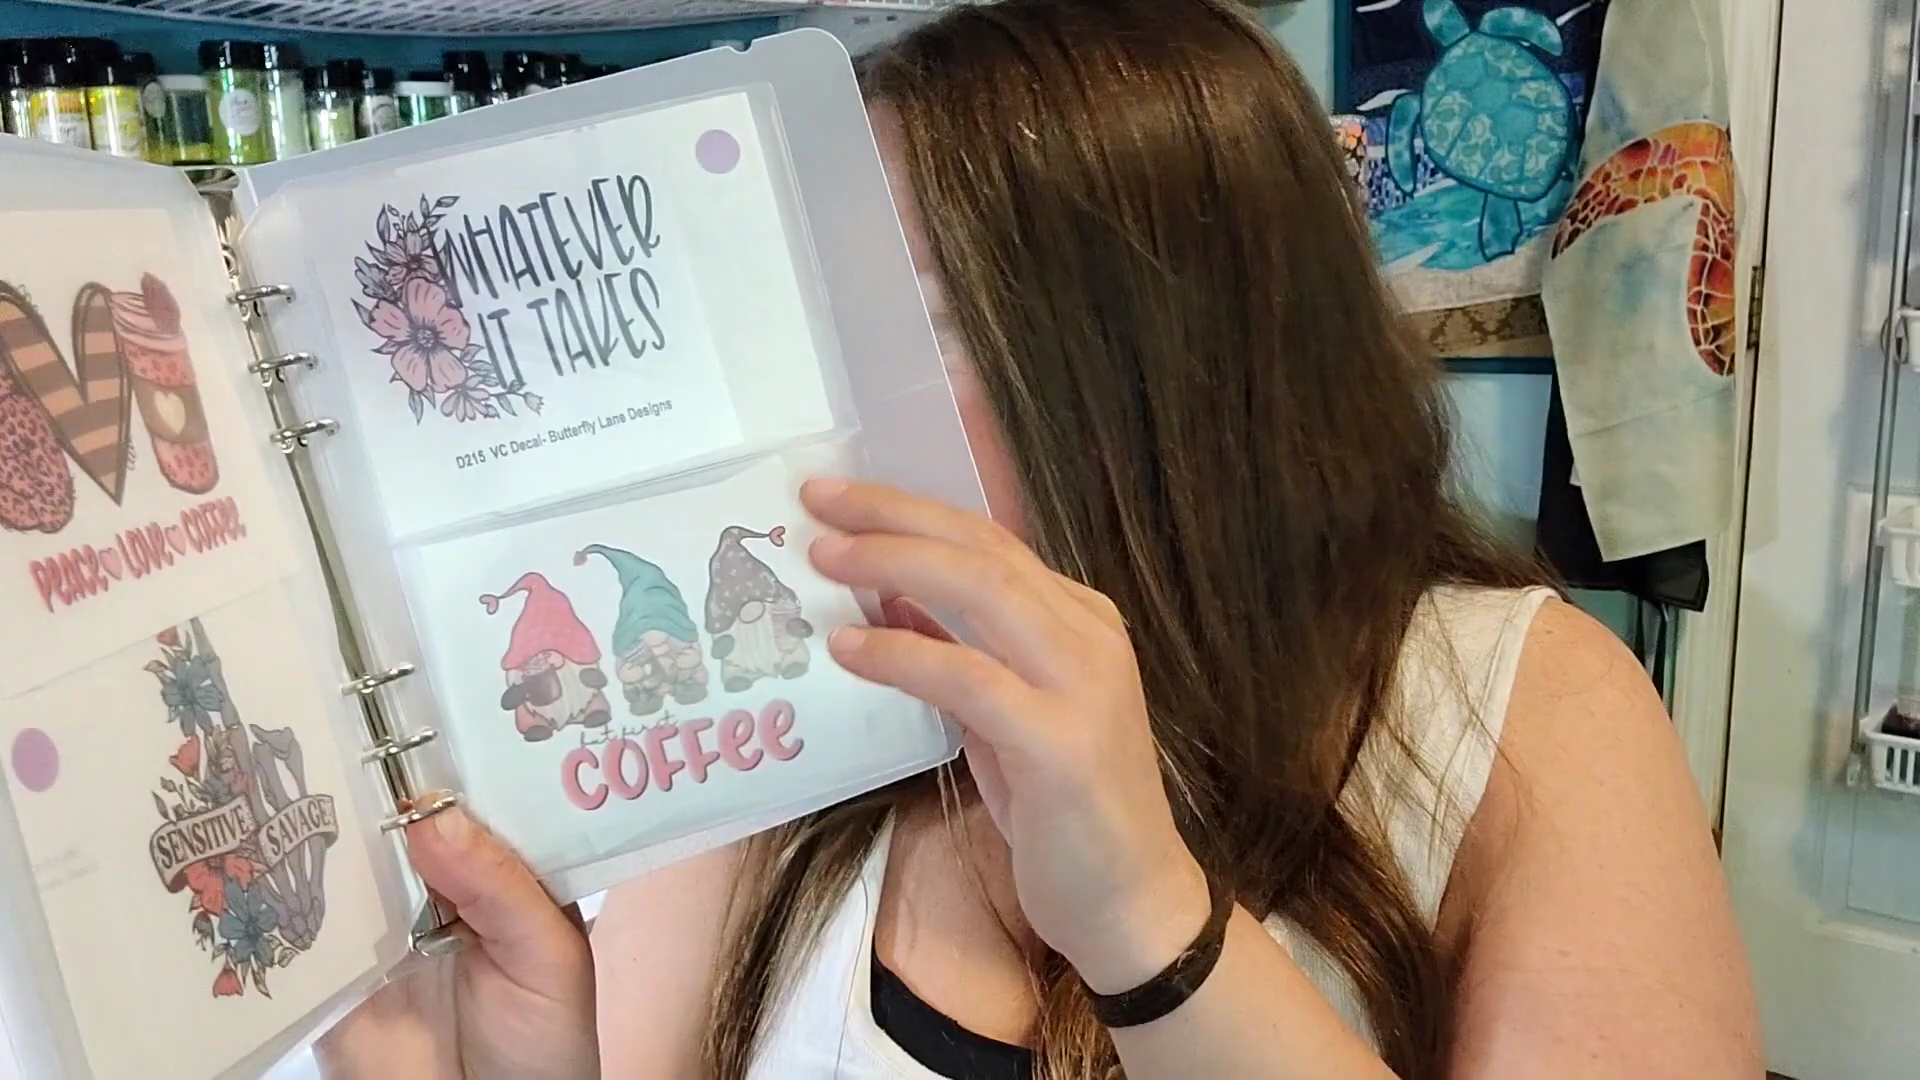 PEACE LOVE COFFEE
SENSITIVE SAVAGE
WHATEVER
IT TAKES
D215 VC Decal- Butterfly Lane Designs
but first
COFFEE